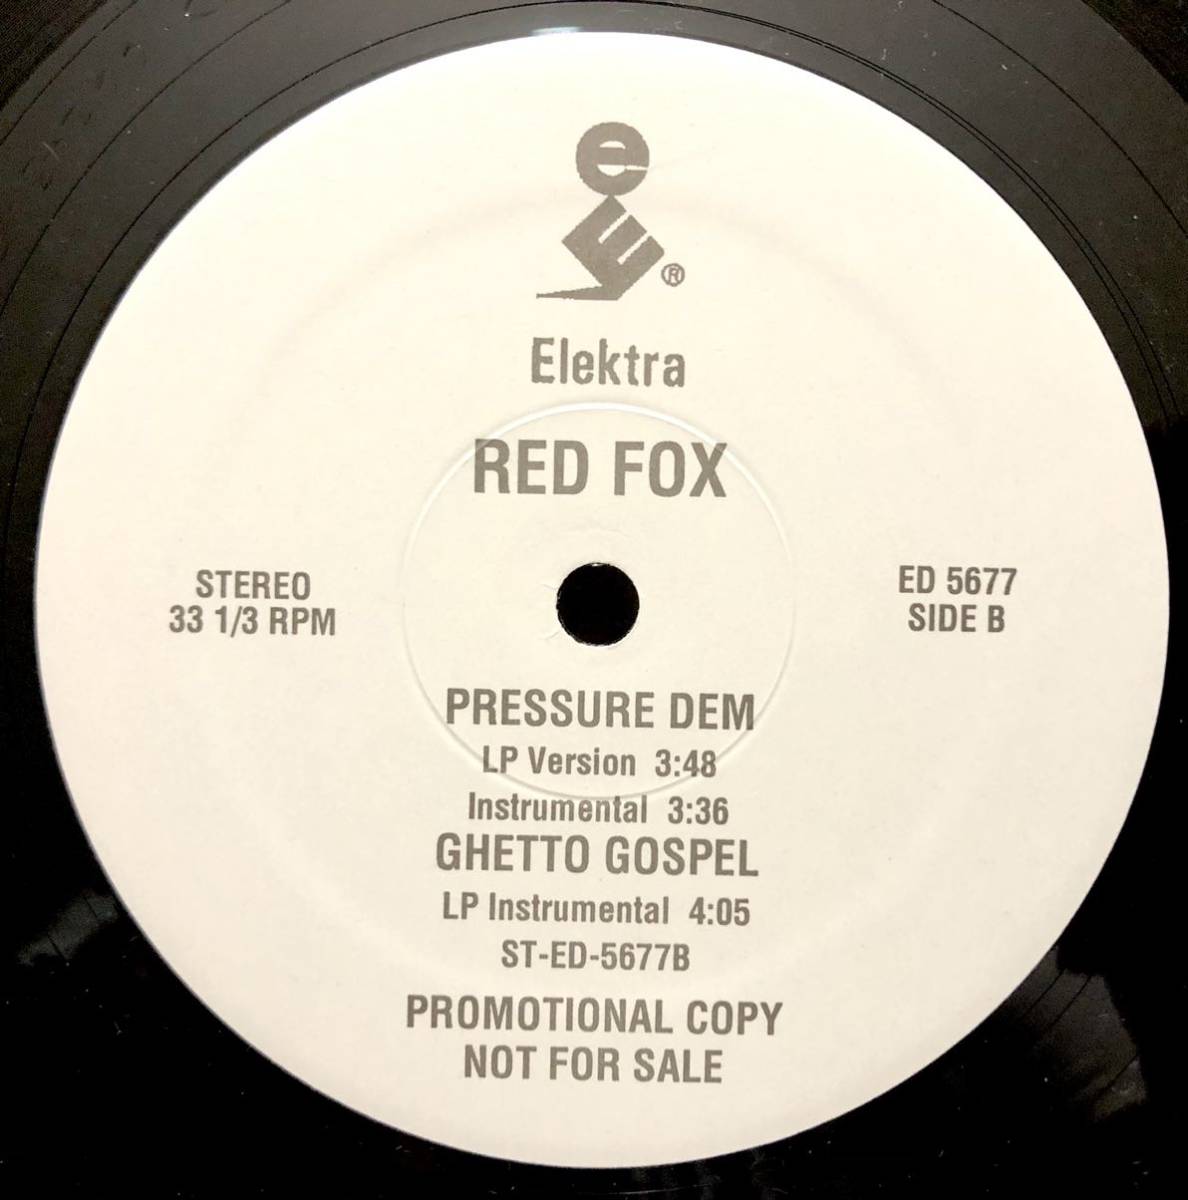 e
E®
Elektra
RED FOX
STEREO
33 1/3 RPM
ED 5677
SIDE B
PRESSURE DEM
LP Version 3:48
Instrumental 3:36
GHETTO GOSPEL
LP Instrumental 4:05
ST-ED-5677B
PROMOTIONAL COPY
NOT FOR SALE